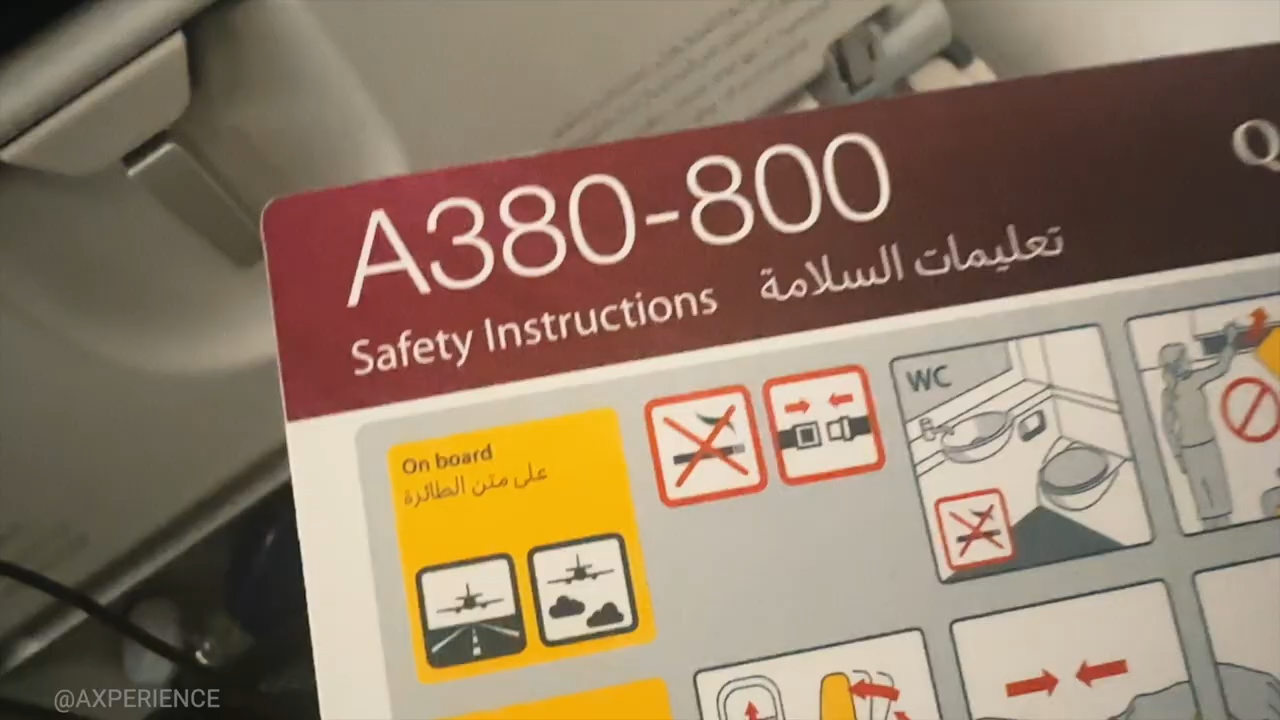 A380-800
Safety Instructions تعليمات السلامة
On board
على متن الطائرة
WC
@AXPERIENCE